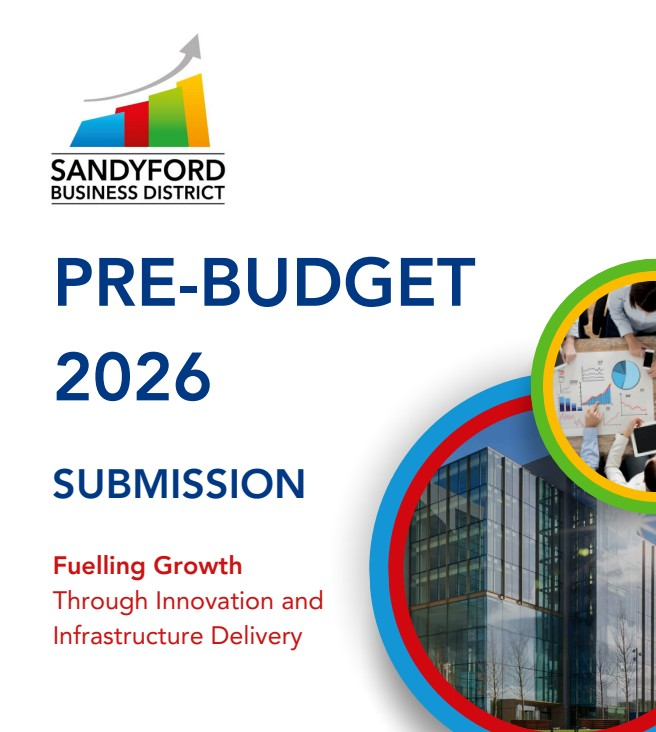 SANDYFORD
BUSINESS DISTRICT
PRE-BUDGET
2026
SUBMISSION
Fuelling Growth
Through Innovation and
Infrastructure Delivery